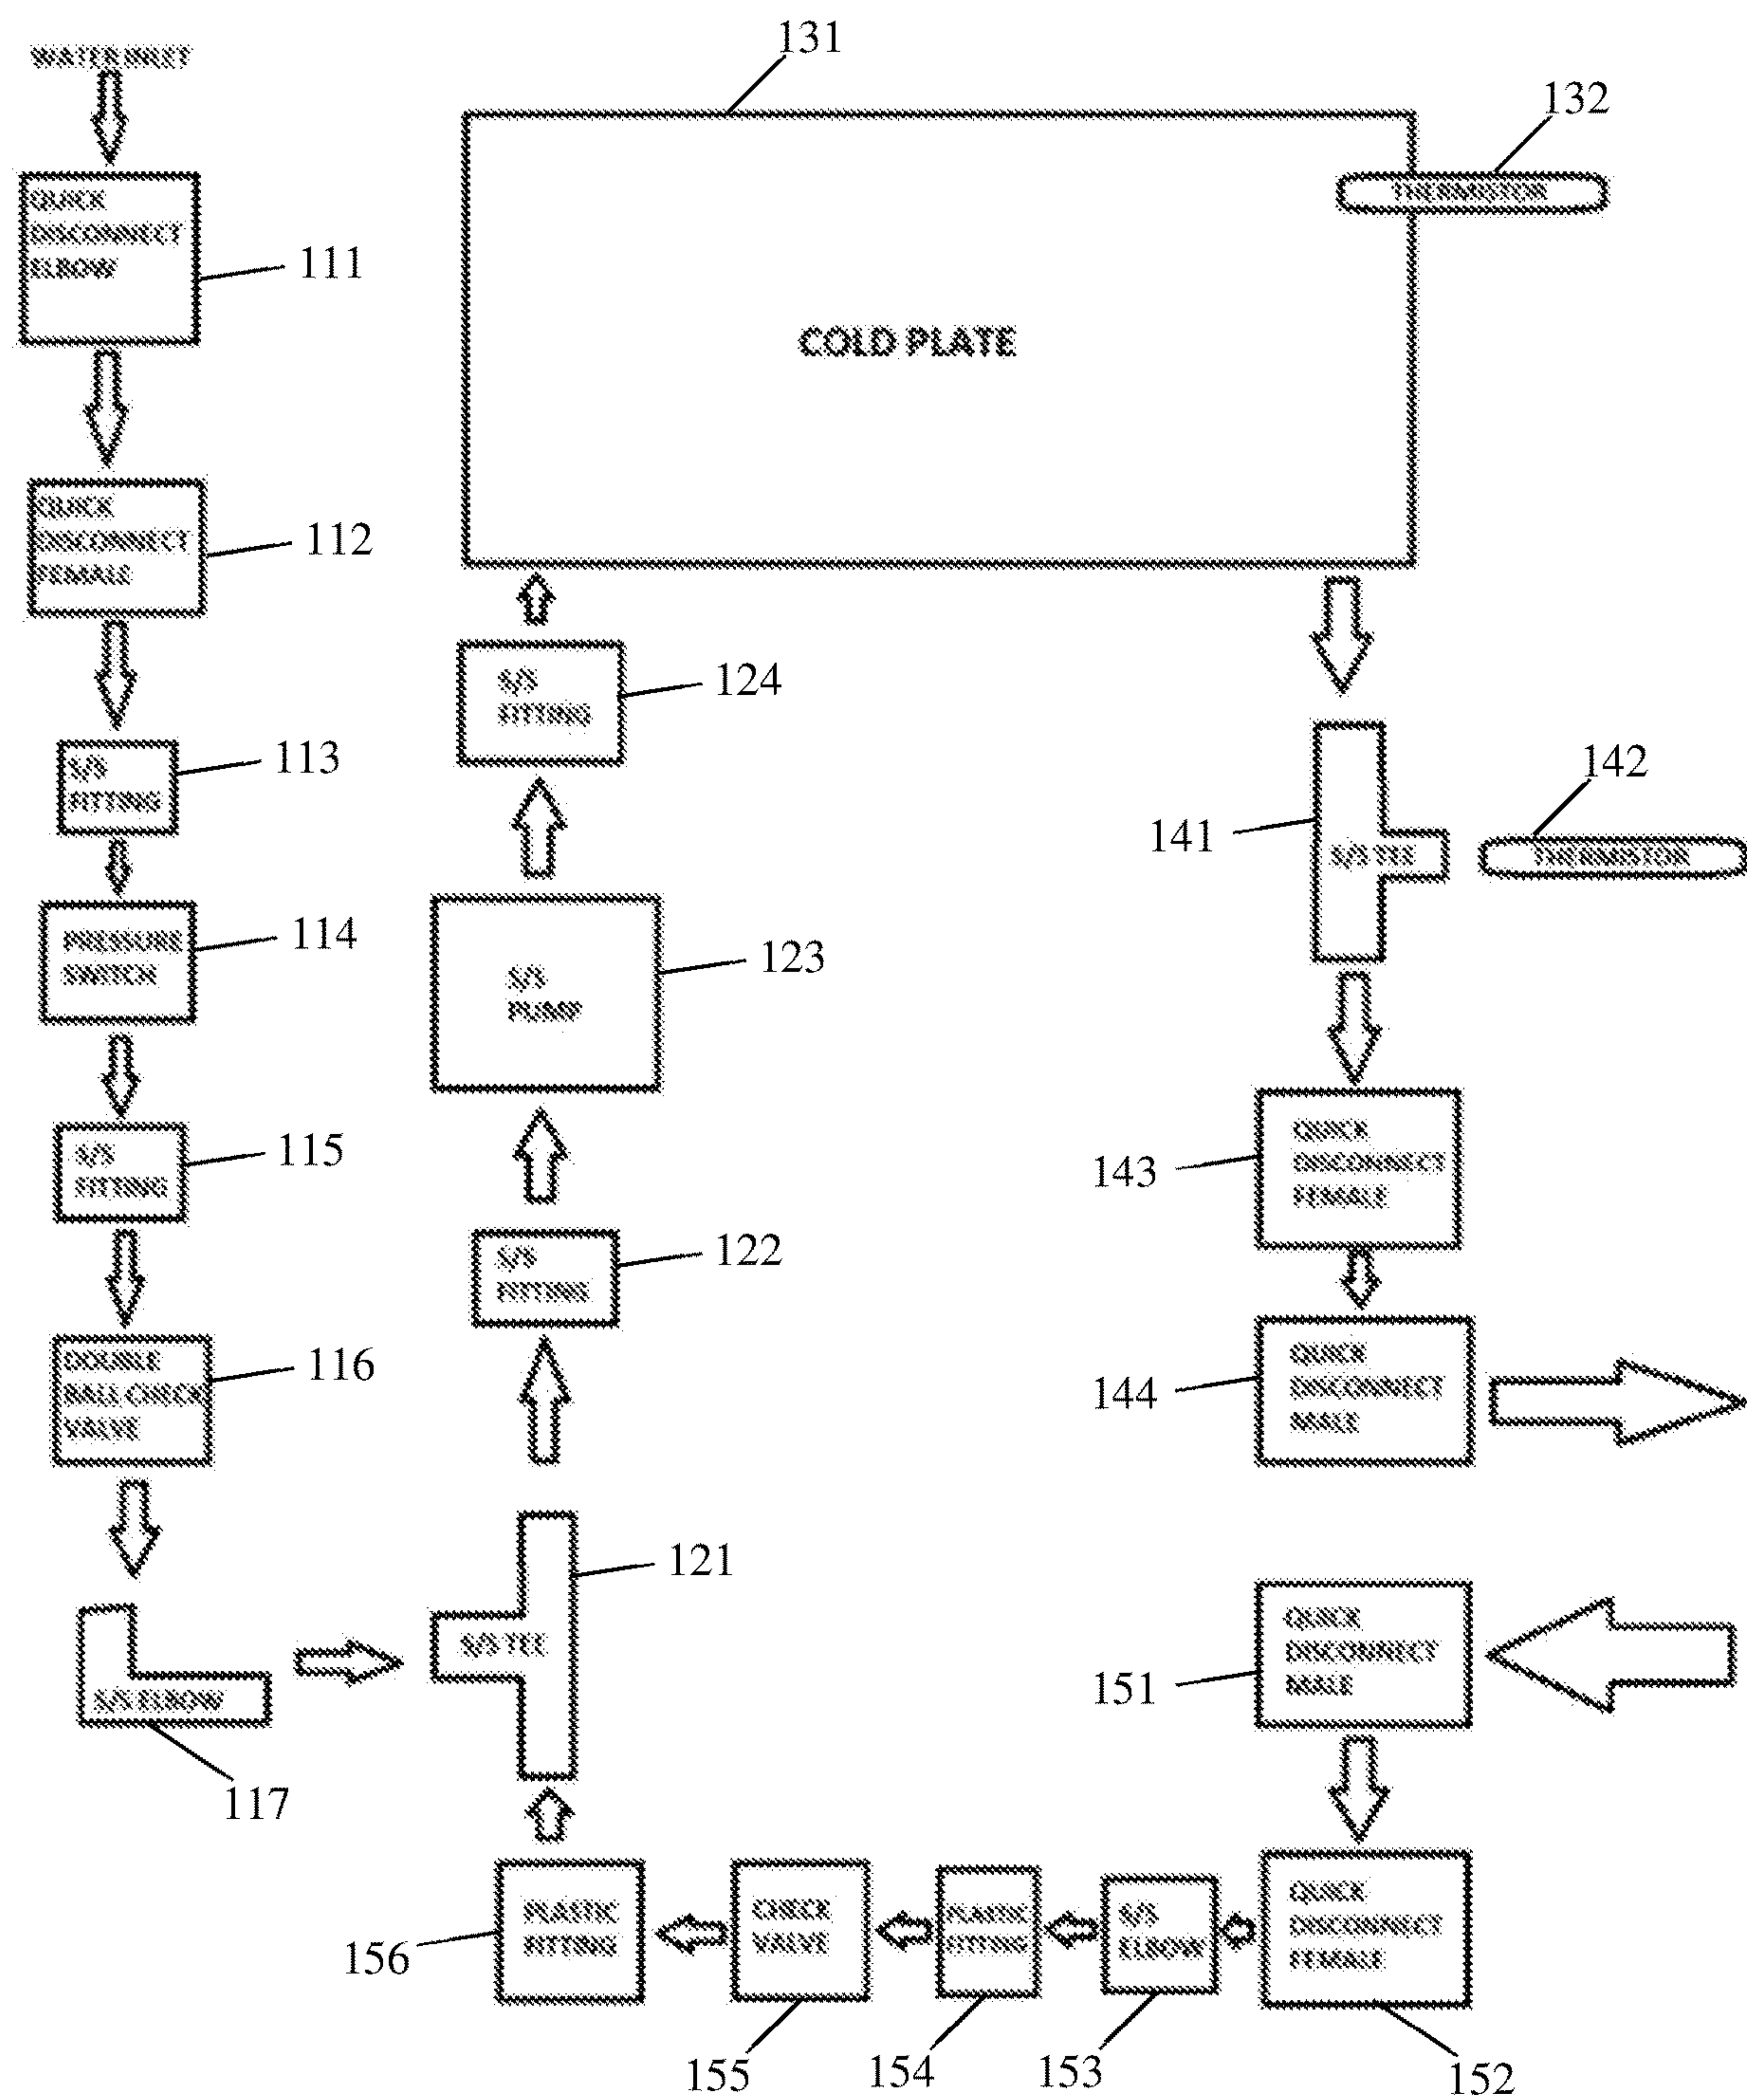 WATER INLET
QUICK
DISCONNECT
ELBOW
111
QUICK
DISCONNECT
FEMALE
112
S/S
FITTING
113
PRESSURE
SWITCH
114
S/S
FITTING
115
DOUBLE
BALL CHECK
VALVE
116
S/S ELBOW
117
S/S TEE
121
S/S
FITTING
122
S/S
PUMP
123
S/S
FITTING
124
COLD PLATE
131
THERMISTOR
132
S/S TEE
141
THERMISTOR
142
QUICK
DISCONNECT
FEMALE
143
QUICK
DISCONNECT
MALE
144
QUICK
DISCONNECT
MALE
151
QUICK
DISCONNECT
FEMALE
152
S/S
ELBOW
153
PLASTIC
FITTING
154
CHECK
VALVE
155
PLASTIC
FITTING
156